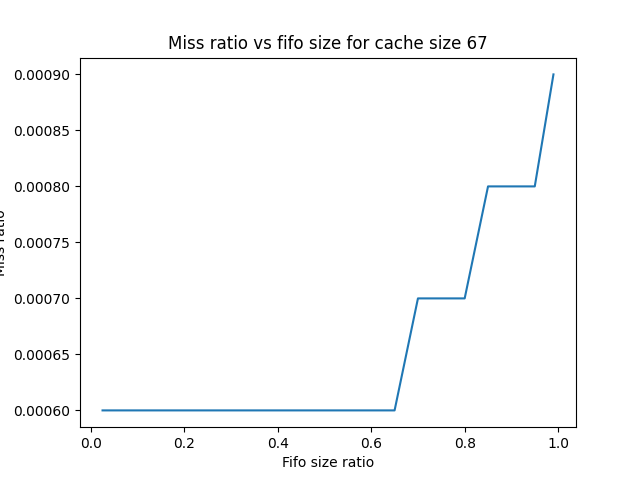 Miss ratio vs fifo size for cache size 67
0.00090
0.00085
0.00080
0.00075
0.00070
0.00065
0.00060
Miss ratio
0.0 0.2 0.4 0.6 0.8 1.0
Fifo size ratio